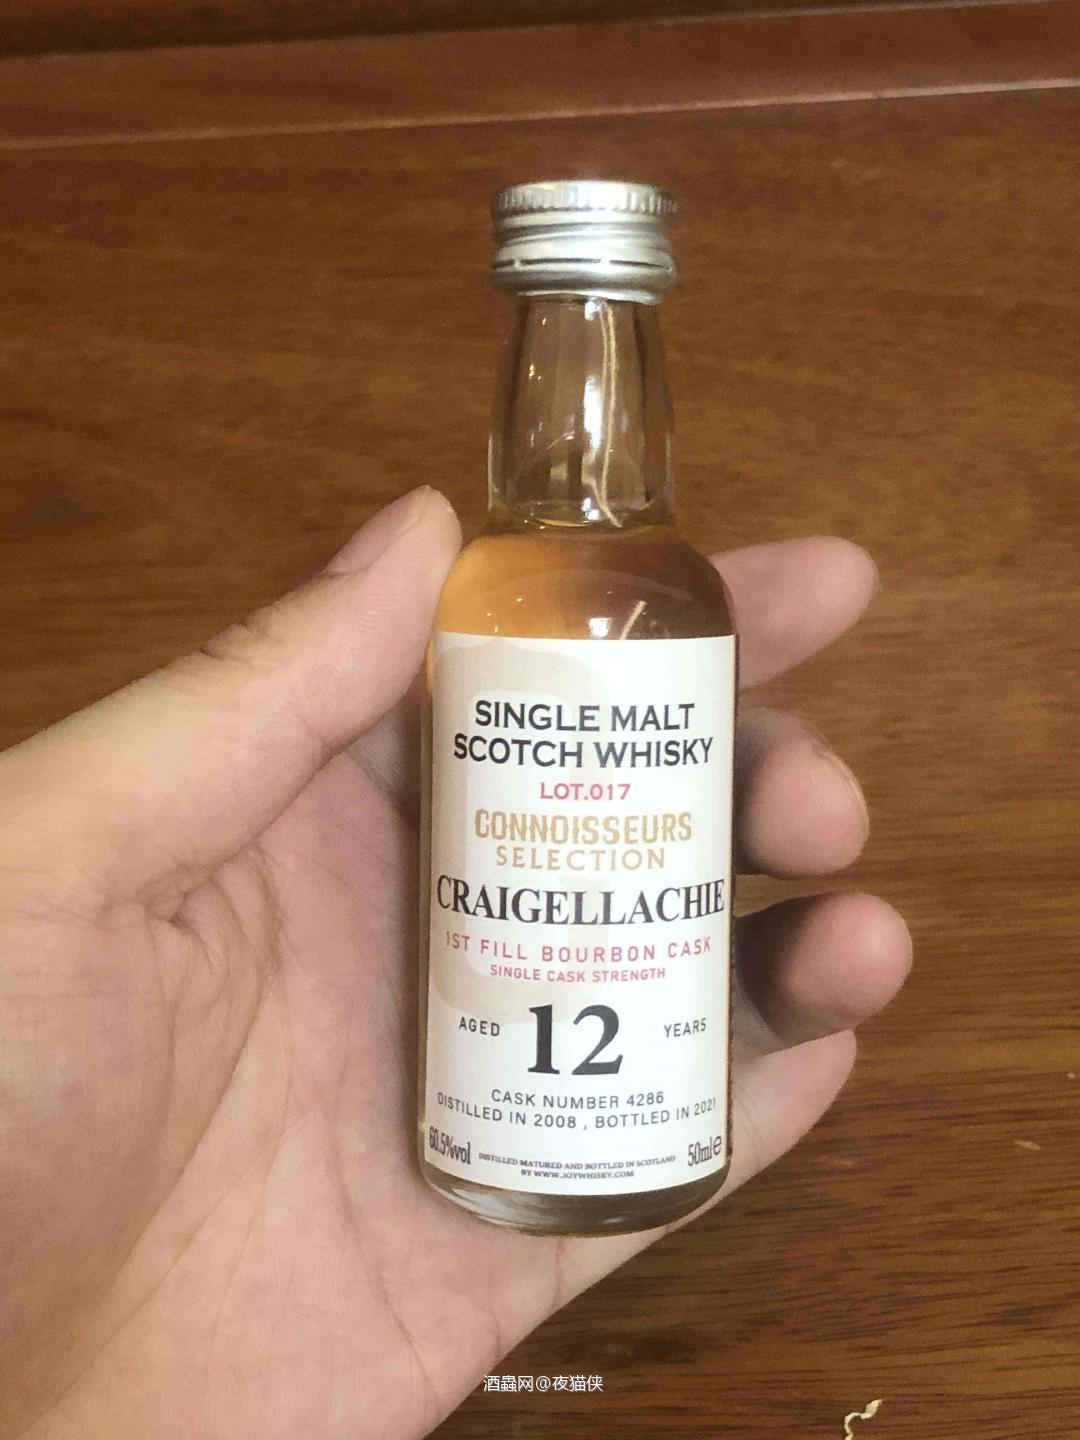 SINGLE MALT
SCOTCH WHISKY
LOT.017
CONNOISSEURS
SELECTION
CRAIGELLACHIE
1ST FILL BOURBON CASK
SINGLE CASK STRENGTH
AGED 12 YEARS
CASK NUMBER 4286
DISTILLED IN 2008 , BOTTLED IN 2021
60.5%vol DISTILLED MATURED AND BOTTLED IN SCOTLAND 50ml e
BY WWW.JOYWHISKY.COM
酒蟲网@夜猫侠